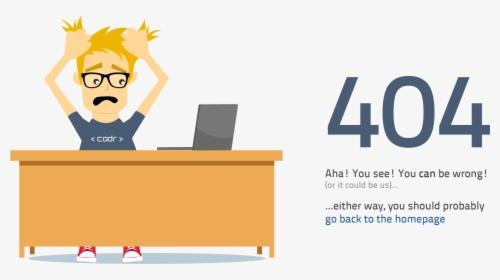 < codr >
404
Aha! You see! You can be wrong!
(or it could be us)...
...either way, you should probably
go back to the homepage